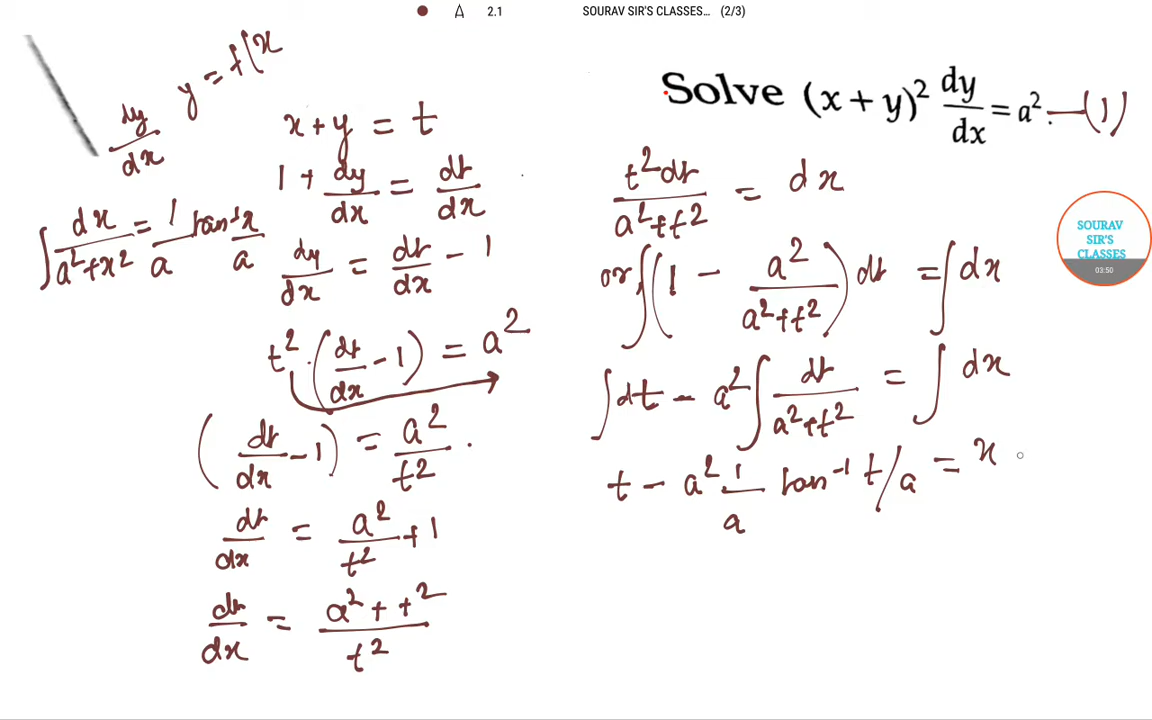 2.1 SOURAV SIR'S CLASSES... (2/3)
dy/dx y = f(x
x+y = t
1 + dy/dx = dt/dx
∫ dx/(a²+x²) = 1/a tan⁻¹ x/a
dy/dx = dt/dx - 1
t² · (dt/dx - 1) = a²
(dt/dx - 1) = a²/t² .
dt/dx = a²/t² + 1
dt/dx = (a² + t²)/t²
Solve (x + y)² dy/dx = a². —(1)
t² dt/(a²+t²) = dx
or, ∫(1 - a²/(a²+t²)) dt = ∫dx
∫dt - a² ∫ dt/(a²+t²) = ∫ dx
t - a² 1/a tan⁻¹ t/a = x
SOURAV
SIR'S
CLASSES
03:50